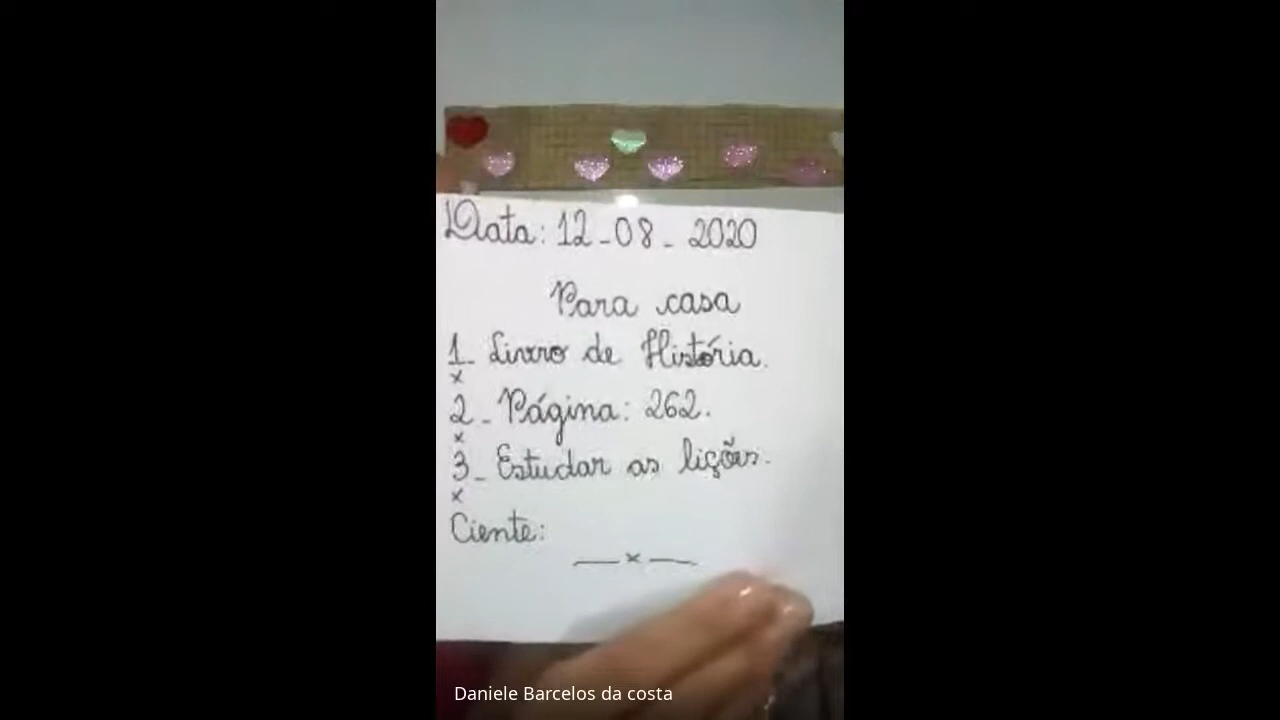 Data: 12-08-2020
Para casa
1- Livro de História.
x
2- Página: 262.
x
3- Estudar as lições.
x
Ciente:
—x—
Daniele Barcelos da costa